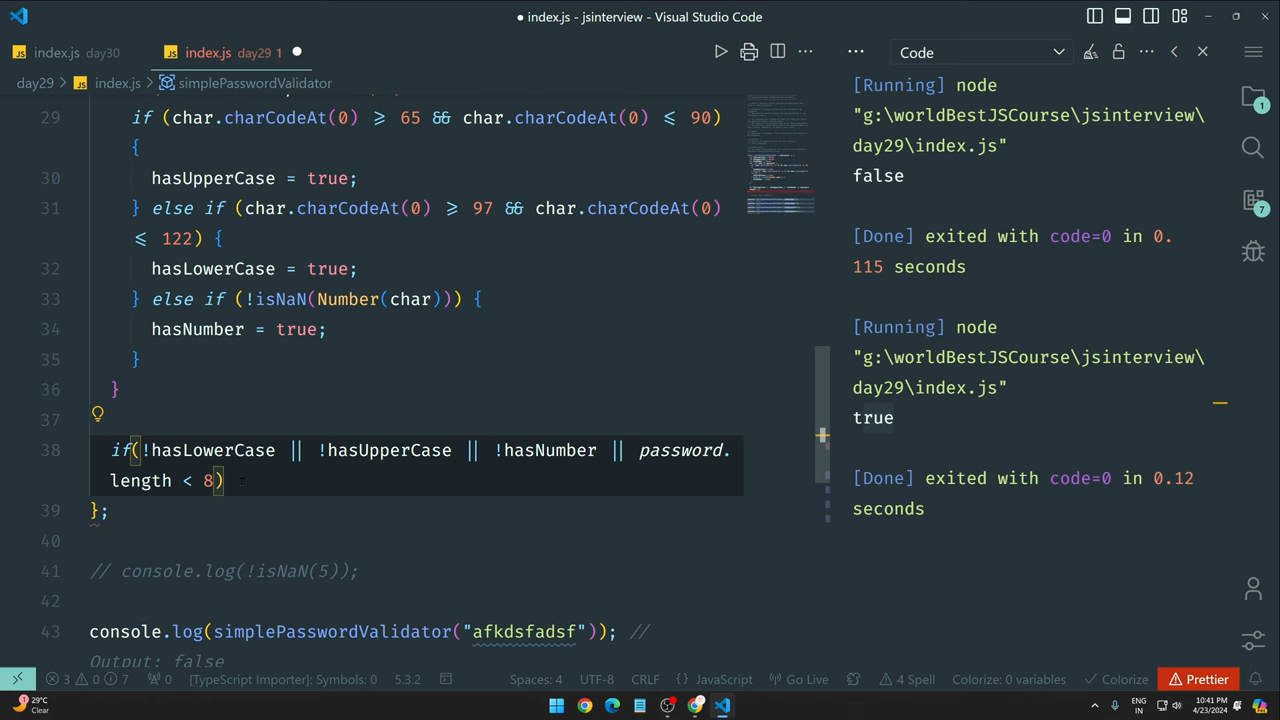 index.js - jsinterview - Visual Studio Code
index.js day30
index.js day29 1
Code
day29 > index.js > simplePasswordValidator
29 if (char.charCodeAt(0) ⩾ 65 && char.charCodeAt(0) ⩽ 90)
{
30 hasUpperCase = true;
31 } else if (char.charCodeAt(0) ⩾ 97 && char.charCodeAt(0)
⩽ 122) {
32 hasLowerCase = true;
33 } else if (!isNaN(Number(char))) {
34 hasNumber = true;
35 }
36 }
37
38 if(!hasLowerCase || !hasUpperCase || !hasNumber || password.
length < 8)
39 };
40
41 // console.log(!isNaN(5));
42
43 console.log(simplePasswordValidator("afkdsfadsf")); //
Output: false
[Running] node
"g:\worldBestJSCourse\jsinterview\
day29\index.js"
false
[Done] exited with code=0 in 0.
115 seconds
[Running] node
"g:\worldBestJSCourse\jsinterview\
day29\index.js"
true
[Done] exited with code=0 in 0.12
seconds
1
7
3 0 7 0 [TypeScript Importer]: Symbols: 0 5.3.2 Spaces: 4 UTF-8 CRLF { } JavaScript Go Live 4 Spell Colorize: 0 variables Colorize Prettier
29°C
Clear
ENG
IN
10:41 PM
4/23/2024